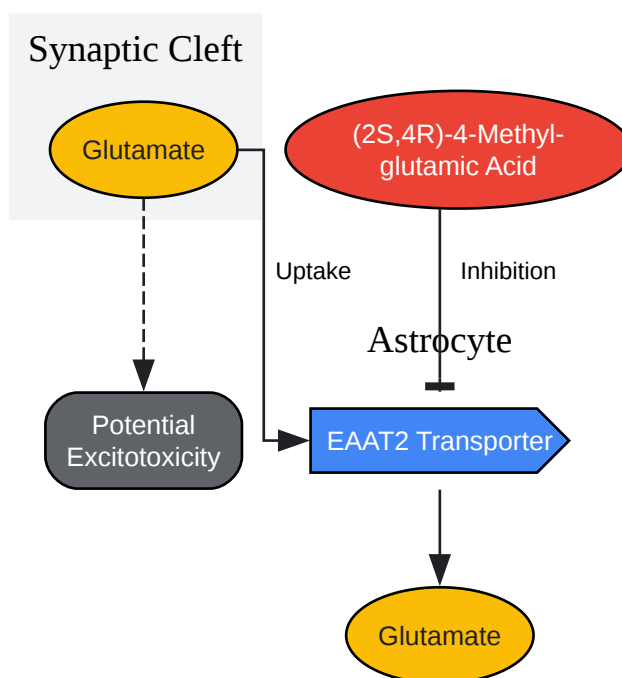 Synaptic Cleft
Glutamate
(2S,4R)-4-Methyl-
glutamic Acid
Uptake
Inhibition
Astrocyte
Potential
Excitotoxicity
EAAT2 Transporter
Glutamate